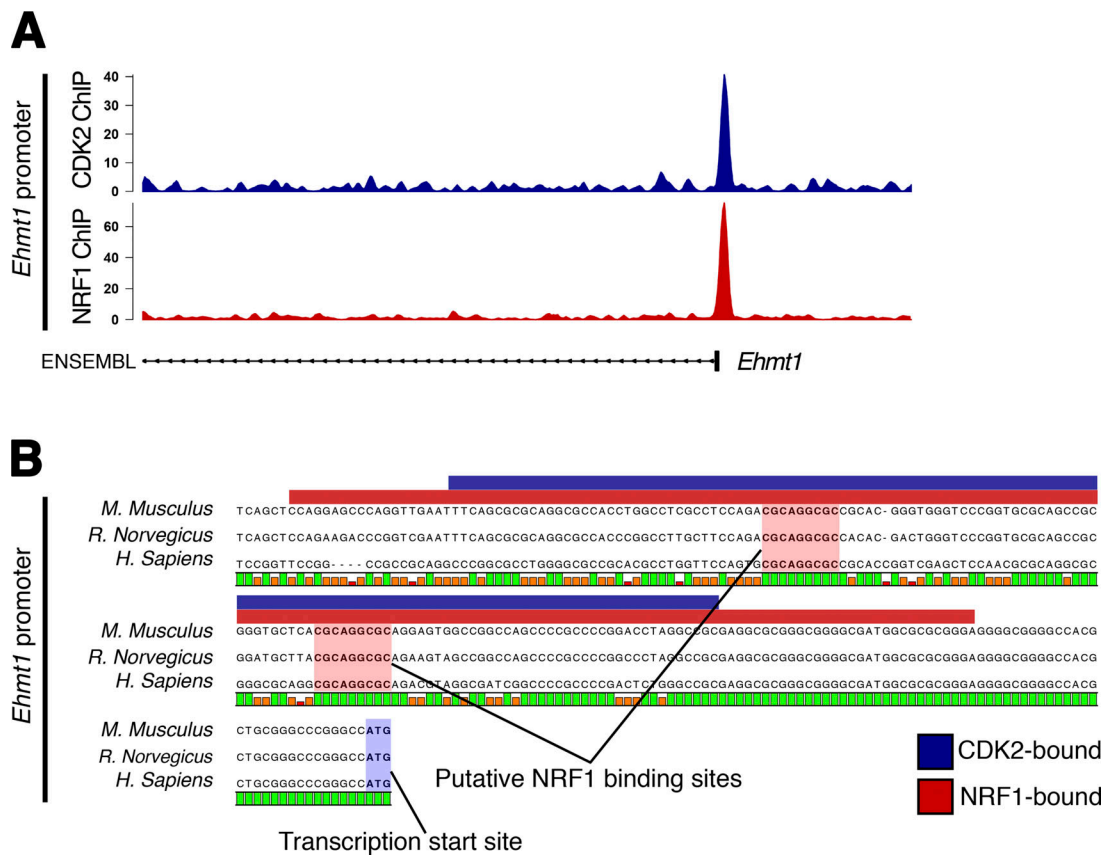 A
Ehmt1 promoter
CDK2 ChIP
40
30
20
10
0
NRF1 ChIP
60
40
20
0
ENSEMBL
Ehmt1
B
Ehmt1 promoter
M. Musculus TCAGCTCCAGGAGCCCAGGTTGAATTTCAGCGCGCAGGCGCCACCTGGCCTCGCCTCCAGACGCAGGCGCCGCAC-GGGTGGGTCCCGGTGCGCAGCCGC
R. Norvegicus TCAGCTCCAGAAGACCCGGTCGAATTTCAGCGCGCAGGCGCCACCCGGCCTTGCTTCCAGACGCAGGCGCCACAC-GACTGGGTCCCGGTGCGCAGCCGC
H. Sapiens TCCGGTTCCGG----CCGCCGCAGGCCCGGCGCCTGGGGCGCCGCACGCCTGGTTCCAGTGCGCAGGCGCCGCACCGGTCGAGCTCCAACGCGCAGGCGC
M. Musculus GGGTGCTCACGCAGGCGCAGGAGTGGCCGGCCAGCCCCGCCCCGGACCTAGGCCGCGAGGCGCGGGCGGGGCGATGGCGCGCGGGAGGGGCGGGGCCACG
R. Norvegicus GGATGCTTACGCAGGCGCAGAAGTAGCCGGCCAGCCCCGCCCCGGCCCTAGGCCGCGAGGCGCGGGCGGGGCGATGGCGCGCGGGAGGGGCGGGGCCACG
H. Sapiens GGGCGCAGGCGCAGGCGCAGACGTAGGCGATCGGCCCCGCCCCGACTCTGGGCCGCGAGGCGCGGGCGGGGCGATGGCGCGCGGGAGGGGCGGGGCCACG
M. Musculus CTGCGGGCCCGGGCCATG
R. Norvegicus CTGCGGGCCCGGGCCATG
H. Sapiens CTGCGGGCCCGGGCCATG
Putative NRF1 binding sites
Transcription start site
CDK2-bound
NRF1-bound